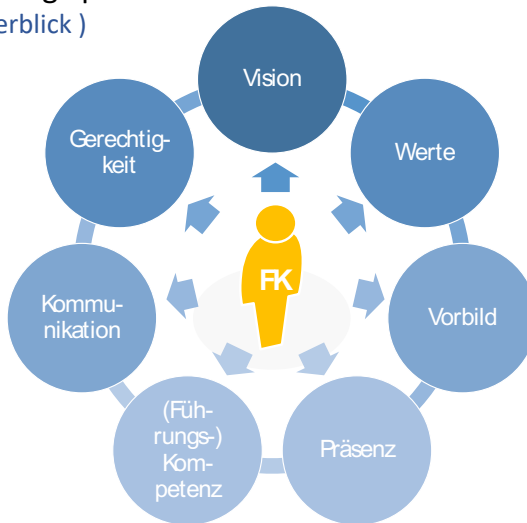 erblick )
Vision
Werte
Vorbild
Präsenz
(Füh-
rungs-)
Kom-
petenz
Kommu-
nikation
Gerechtig-
keit
FK